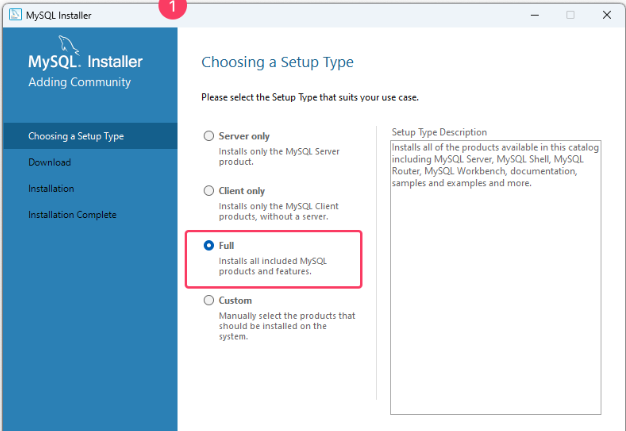 1
MySQL Installer
MySQL. Installer
Adding Community
Choosing a Setup Type
Download
Installation
Installation Complete
Choosing a Setup Type
Please select the Setup Type that suits your use case.
Server only
Installs only the MySQL Server
product.
Client only
Installs only the MySQL Client
products, without a server.
Full
Installs all included MySQL
products and features.
Custom
Manually select the products that
should be installed on the
system.
Setup Type Description
Installs all of the products available in this catalog
including MySQL Server, MySQL Shell, MySQL
Router, MySQL Workbench, documentation,
samples and examples and more.